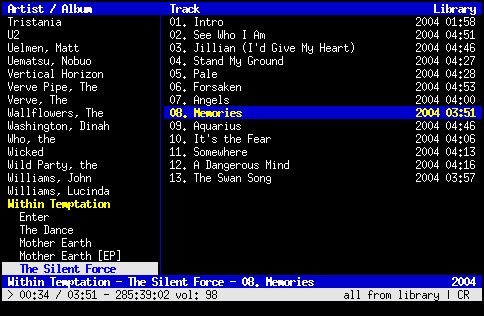 Artist / Album Track Library
Tristania 01. Intro 2004 01:58
U2 02. See Who I Am 2004 04:51
Uelmen, Matt 03. Jillian (I'd Give My Heart) 2004 04:46
Uematsu, Nobuo 04. Stand My Ground 2004 04:27
Vertical Horizon 05. Pale 2004 04:28
Verve Pipe, The 06. Forsaken 2004 04:53
Verve, The 07. Angels 2004 04:00
Wallflowers, The 08. Memories 2004 03:51
Washington, Dinah 09. Aquarius 2004 04:46
Who, the 10. It's the Fear 2004 04:06
Wicked 11. Somewhere 2004 04:13
Wild Party, the 12. A Dangerous Mind 2004 04:16
Williams, John 13. The Swan Song 2004 03:57
Williams, Lucinda
Within Temptation
Enter
The Dance
Mother Earth
Mother Earth [EP]
The Silent Force
Within Temptation - The Silent Force - 08. Memories 2004
> 00:34 / 03:51 - 285:39:02 vol: 98 all from library | CR